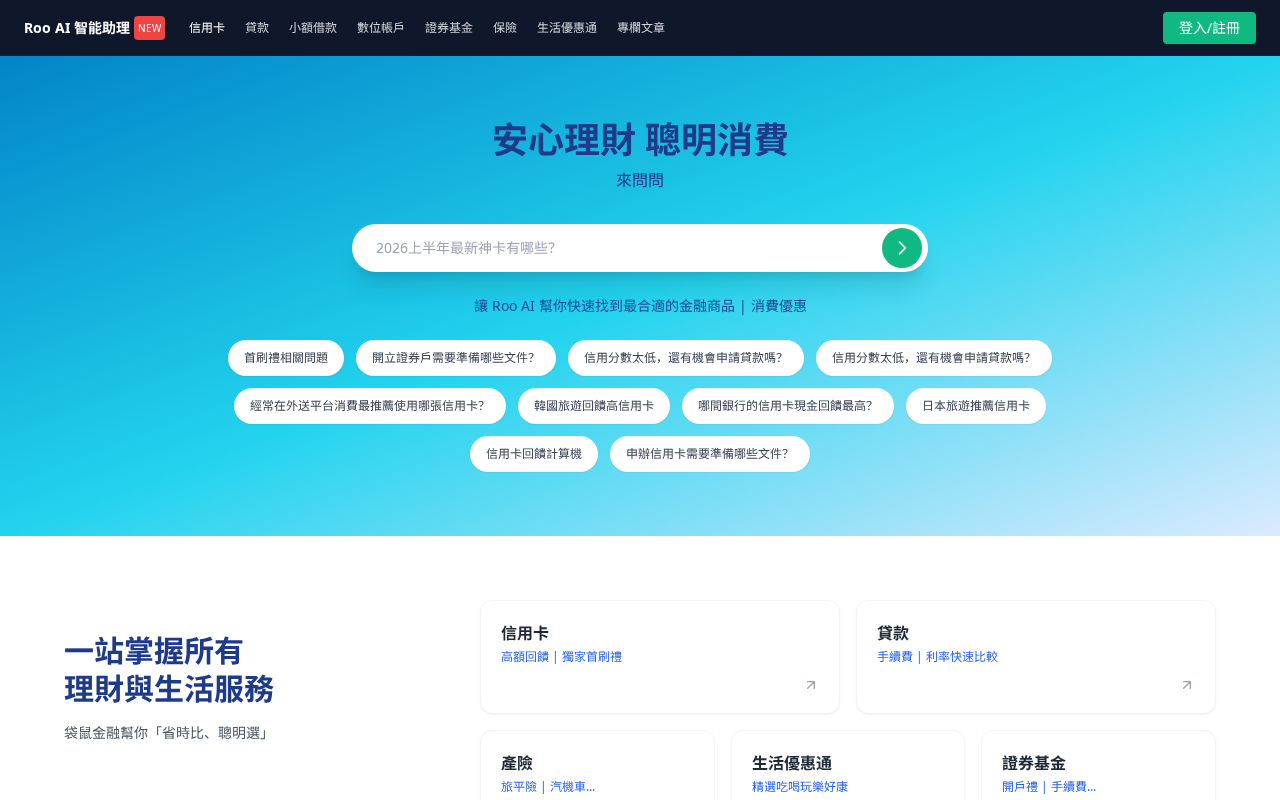 Roo AI 智能助理 NEW 信用卡 貸款 小額借款 數位帳戶 證券基金 保險 生活優惠通 專欄文章 登入/註冊
安心理財 聰明消費
來問問
2026上半年最新神卡有哪些?
讓 Roo AI 幫你快速找到最合適的金融商品 | 消費優惠
首刷禮相關問題 開立證券戶需要準備哪些文件? 信用分數太低，還有機會申請貸款嗎? 信用分數太低，還有機會申請貸款嗎?
經常在外送平台消費最推薦使用哪張信用卡? 韓國旅遊回饋高信用卡 哪間銀行的信用卡現金回饋最高? 日本旅遊推薦信用卡
信用卡回饋計算機 申辦信用卡需要準備哪些文件?
一站掌握所有
理財與生活服務
袋鼠金融幫你「省時比、聰明選」
信用卡
高額回饋 | 獨家首刷禮
貸款
手續費 | 利率快速比較
產險
旅平險 | 汽機車...
生活優惠通
精選吃喝玩樂好康
證券基金
開戶禮 | 手續費...